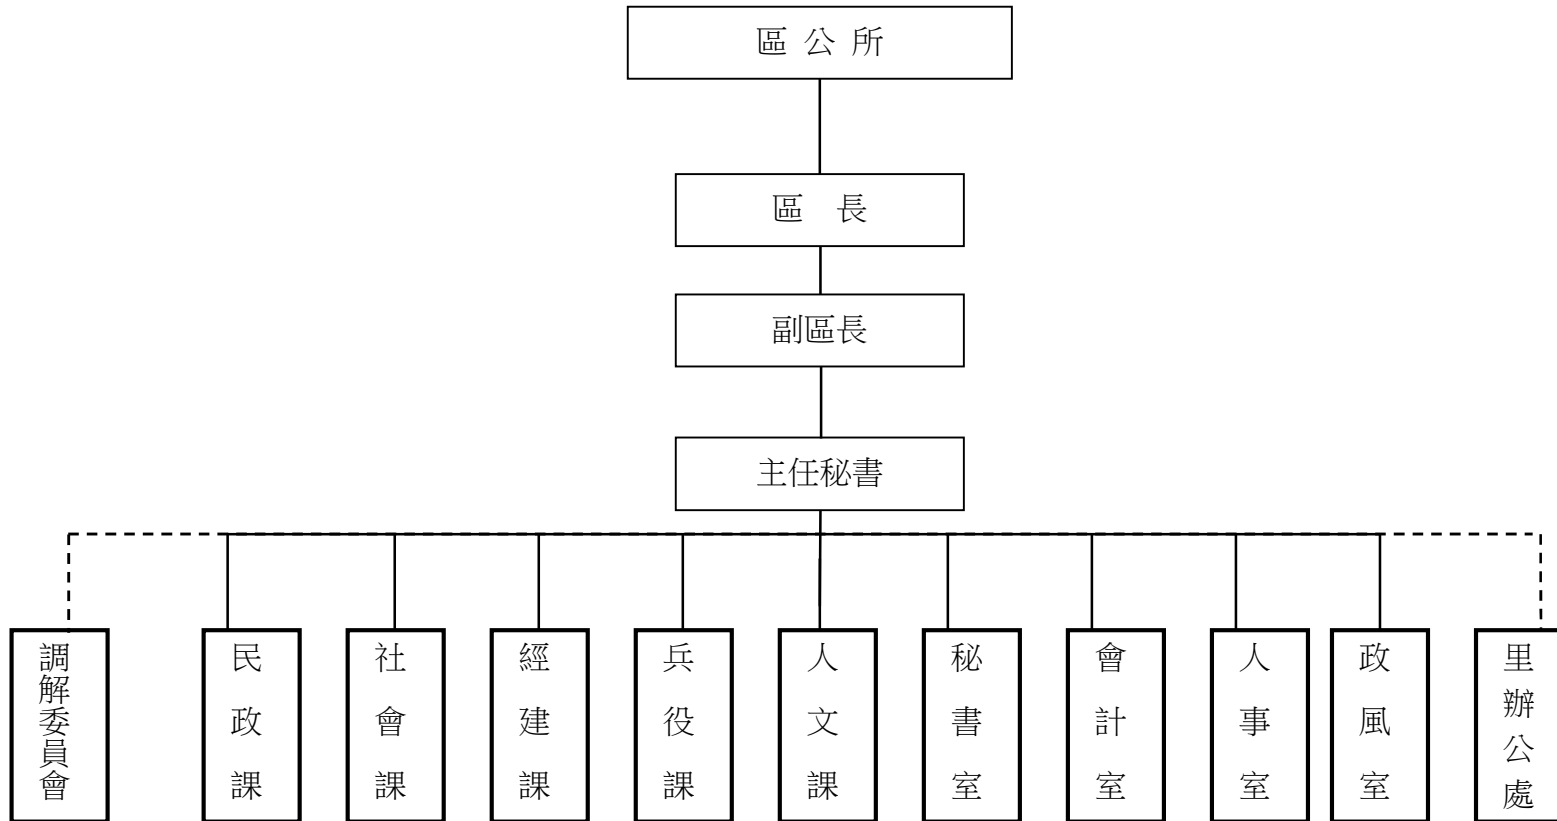 區 公 所
區　長
副區長
主任秘書
調解委員會
民政課
社會課
經建課
兵役課
人文課
秘書室
會計室
人事室
政風室
里辦公處